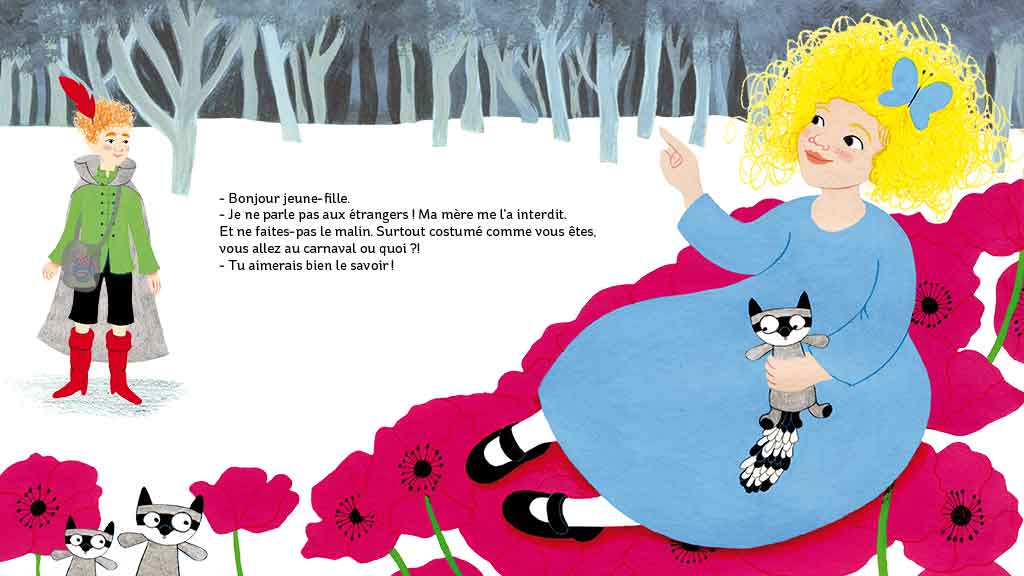 - Bonjour jeune-fille.
- Je ne parle pas aux étrangers ! Ma mère me l'a interdit.
Et ne faites-pas le malin. Surtout costumé comme vous êtes,
vous allez au carnaval ou quoi ?!
- Tu aimerais bien le savoir !